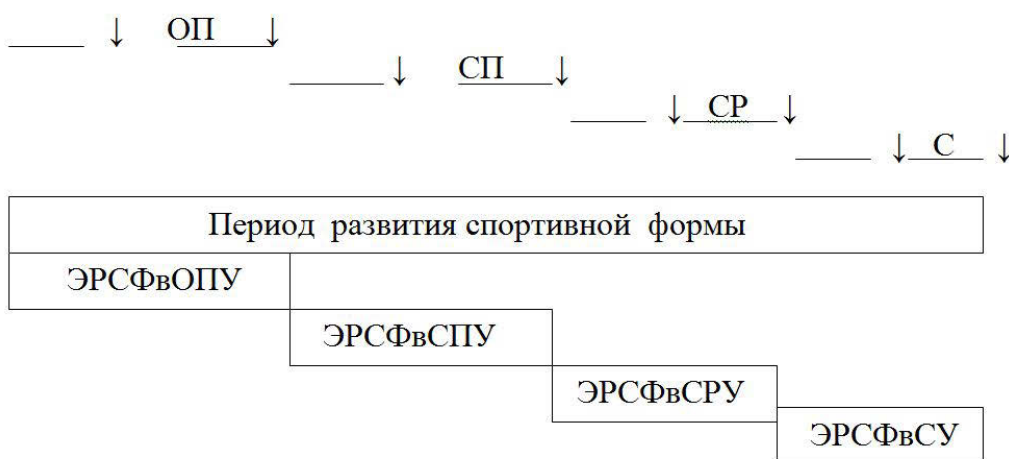 ОП
СП
СР
С
Период развития спортивной формы
ЭРСФвОПУ
ЭРСФвСПУ
ЭРСФвСРУ
ЭРСФвСУ